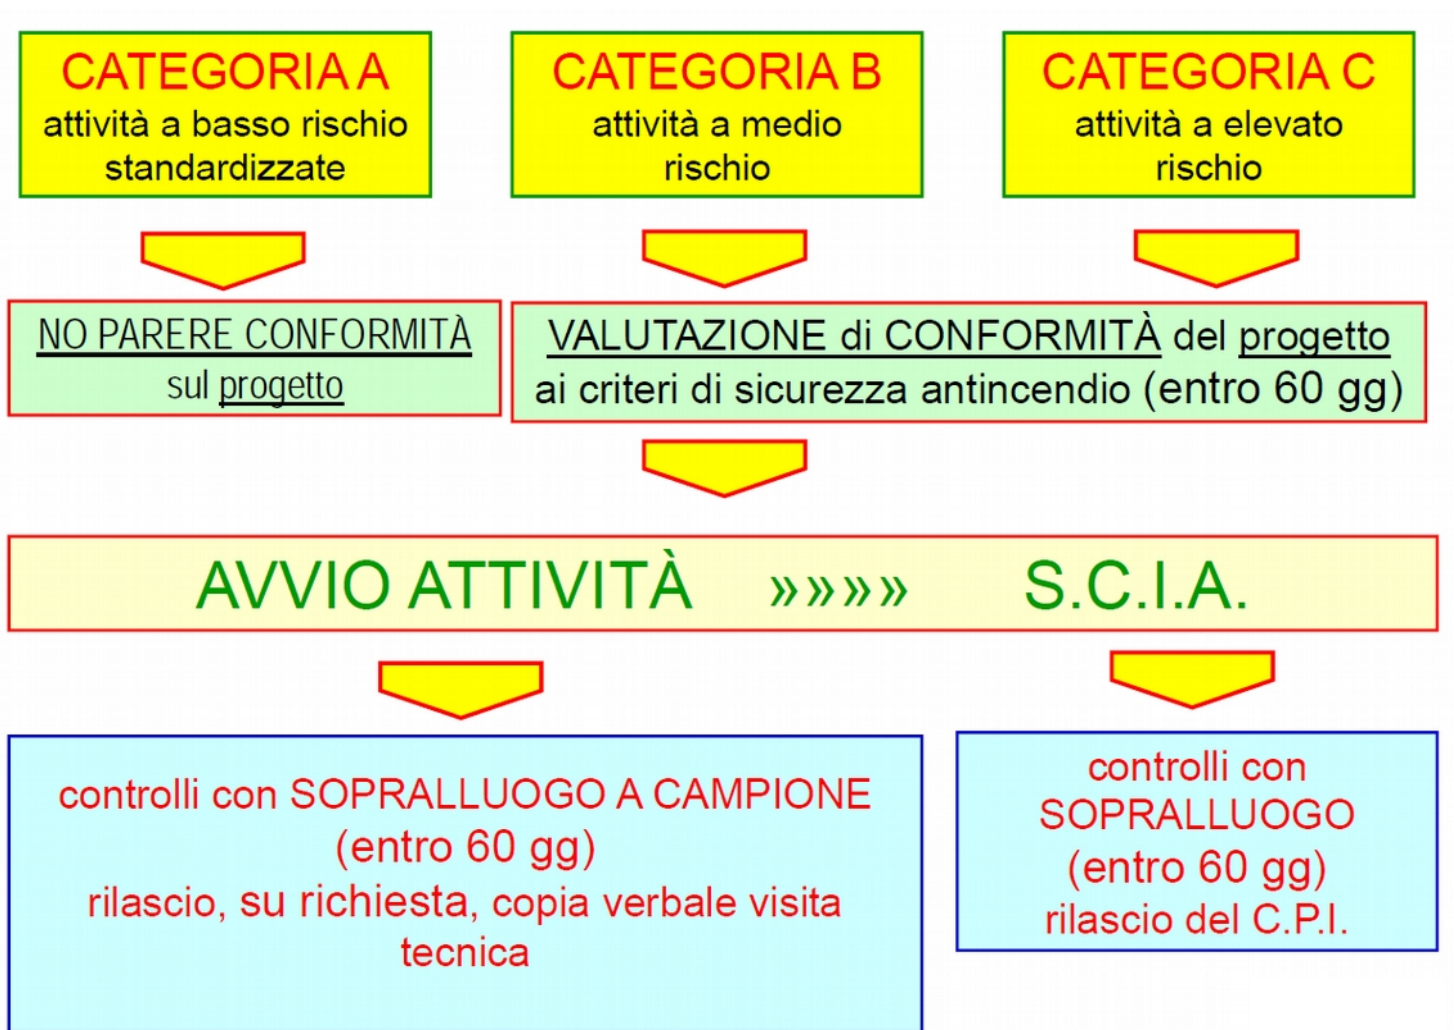 CATEGORIA A
attività a basso rischio
standardizzate
CATEGORIA B
attività a medio
rischio
CATEGORIA C
attività a elevato
rischio
NO PARERE CONFORMITÀ
sul progetto
VALUTAZIONE di CONFORMITÀ del progetto
ai criteri di sicurezza antincendio (entro 60 gg)
AVVIO ATTIVITÀ »»»» S.C.I.A.
controlli con SOPRALLUOGO A CAMPIONE
(entro 60 gg)
rilascio, su richiesta, copia verbale visita
tecnica
controlli con
SOPRALLUOGO
(entro 60 gg)
rilascio del C.P.I.